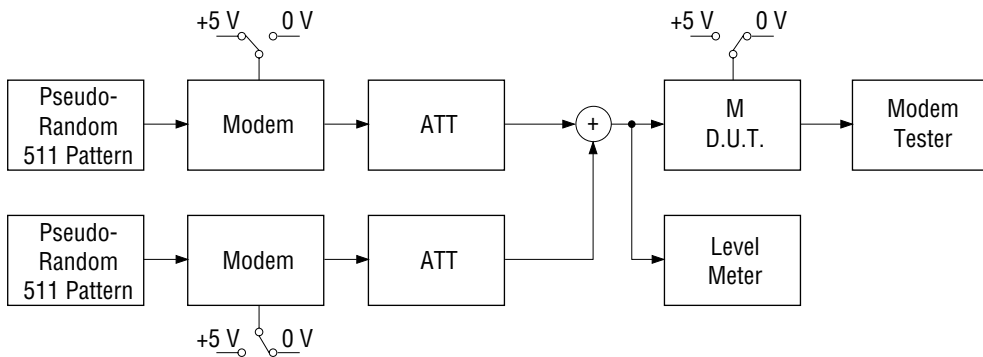 +5 V 0 V
+5 V 0 V
Pseudo-
Random
511 Pattern
Modem
ATT
+
M
D.U.T.
Modem
Tester
Pseudo-
Random
511 Pattern
Modem
ATT
Level
Meter
+5 V 0 V